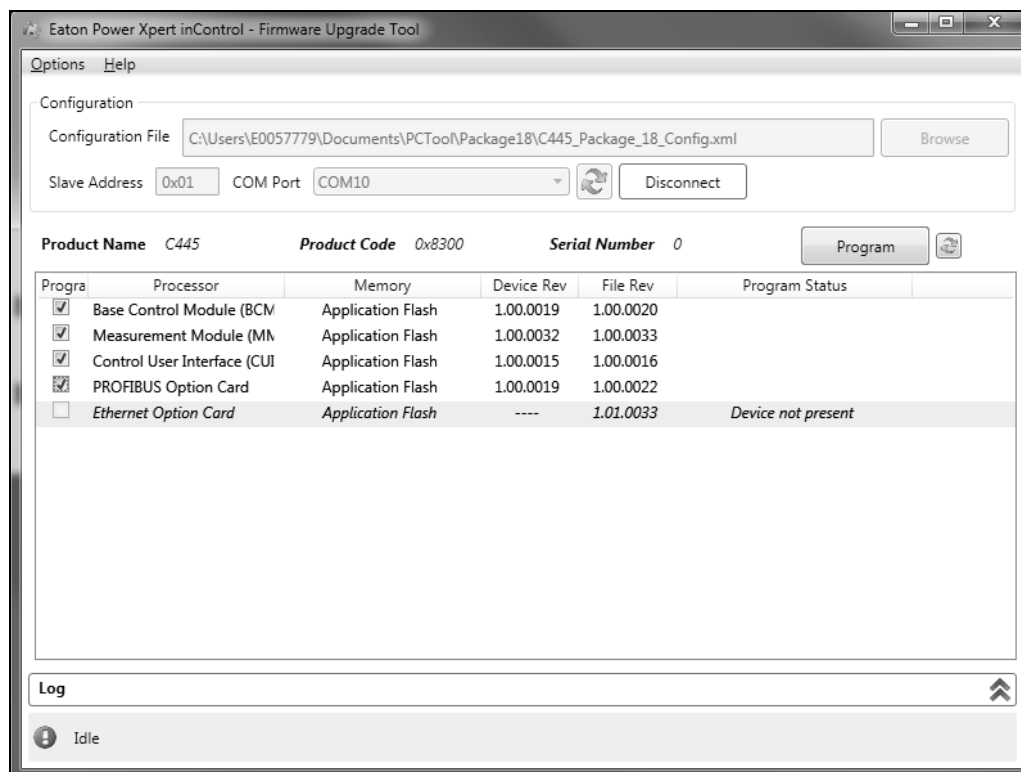 Eaton Power Xpert inControl - Firmware Upgrade Tool
Options Help
Configuration
Configuration File C:\Users\E0057779\Documents\PCTool\Package18\C445_Package_18_Config.xml Browse
Slave Address 0x01 COM Port COM10 Disconnect
Product Name C445 Product Code 0x8300 Serial Number 0 Program
Progra Processor Memory Device Rev File Rev Program Status
Base Control Module (BCM Application Flash 1.00.0019 1.00.0020
Measurement Module (MM Application Flash 1.00.0032 1.00.0033
Control User Interface (CUI Application Flash 1.00.0015 1.00.0016
PROFIBUS Option Card Application Flash 1.00.0019 1.00.0022
Ethernet Option Card Application Flash ---- 1.01.0033 Device not present
Log
Idle